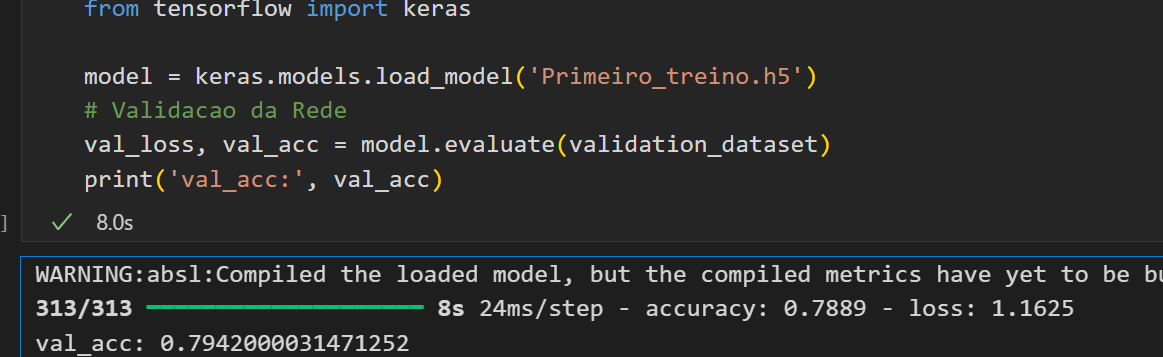 from tensorflow import keras
model = keras.models.load_model('Primeiro_treino.h5')
# Validacao da Rede
val_loss, val_acc = model.evaluate(validation_dataset)
print('val_acc:', val_acc)
] 8.0s
WARNING:absl:Compiled the loaded model, but the compiled metrics have yet to be
313/313 8s 24ms/step - accuracy: 0.7889 - loss: 1.1625
val_acc: 0.7942000031471252